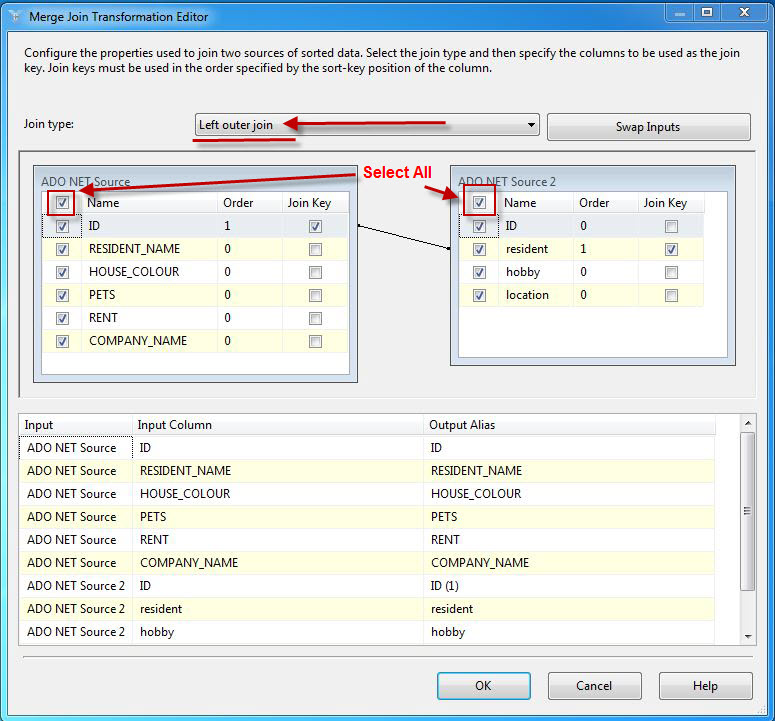 Merge Join Transformation Editor
Configure the properties used to join two sources of sorted data. Select the join type and then specify the columns to be used as the join
key. Join keys must be used in the order specified by the sort-key position of the column.
Join type:
Left outer join
Swap Inputs
Select All
ADO NET Source
Name Order Join Key
ID 1
RESIDENT_NAME 0
HOUSE_COLOUR 0
PETS 0
RENT 0
COMPANY_NAME 0
ADO NET Source 2
Name Order Join Key
ID 0
resident 1
hobby 0
location 0
Input Input Column Output Alias
ADO NET Source ID ID
ADO NET Source RESIDENT_NAME RESIDENT_NAME
ADO NET Source HOUSE_COLOUR HOUSE_COLOUR
ADO NET Source PETS PETS
ADO NET Source RENT RENT
ADO NET Source COMPANY_NAME COMPANY_NAME
ADO NET Source 2 ID ID (1)
ADO NET Source 2 resident resident
ADO NET Source 2 hobby hobby
OK Cancel Help